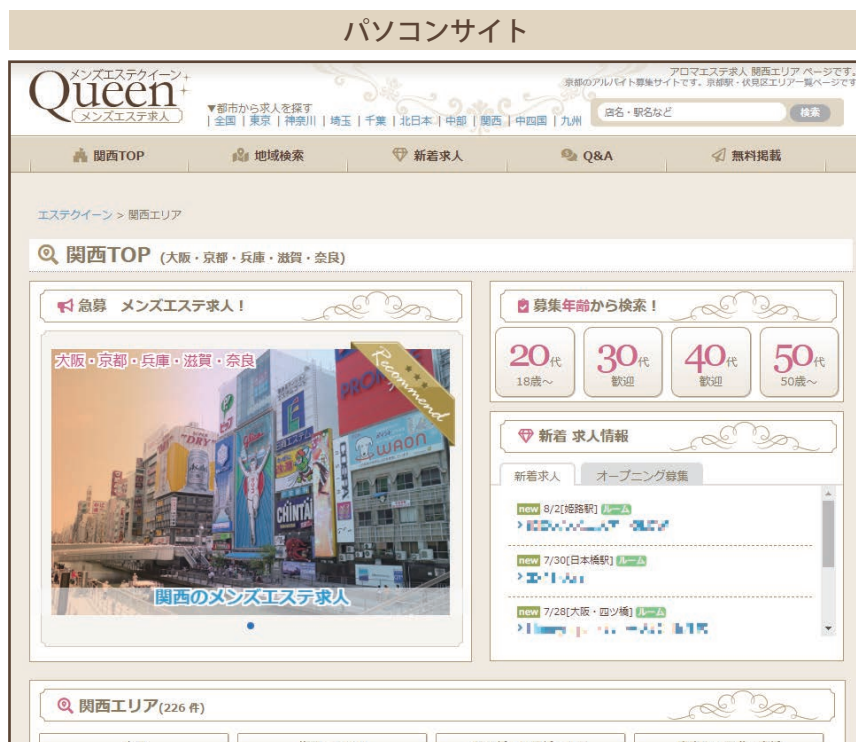 パソコンサイト
メンズエステクイーン
Queen
メンズエステ求人
アロマエステ求人 関西エリア ページです。
京都のアルバイト募集サイトです。京都駅・伏見区エリア一覧ページです
▼都市から求人を探す
| 全国 | 東京 | 神奈川 | 埼玉 | 千葉 | 北日本 | 中部 | 関西 | 中四国 | 九州
店名・駅名など
検索
関西TOP
地域検索
新着求人
Q&A
無料掲載
エステクイーン > 関西エリア
関西TOP (大阪・京都・兵庫・滋賀・奈良)
急募 メンズエステ求人！
大阪・京都・兵庫・滋賀・奈良
Recommend
"DRY"
Asahi
Glico
CHINTAI
WAON
関西のメンズエステ求人
募集年齢から検索！
20代
18歳～
30代
歓迎
40代
歓迎
50代
50歳～
新着 求人情報
新着求人
オープニング募集
new 8/2[姫路駅] ルーム
new 7/30[日本橋駅] ルーム
new 7/28[大阪・四ツ橋] ルーム
関西エリア(226 件)